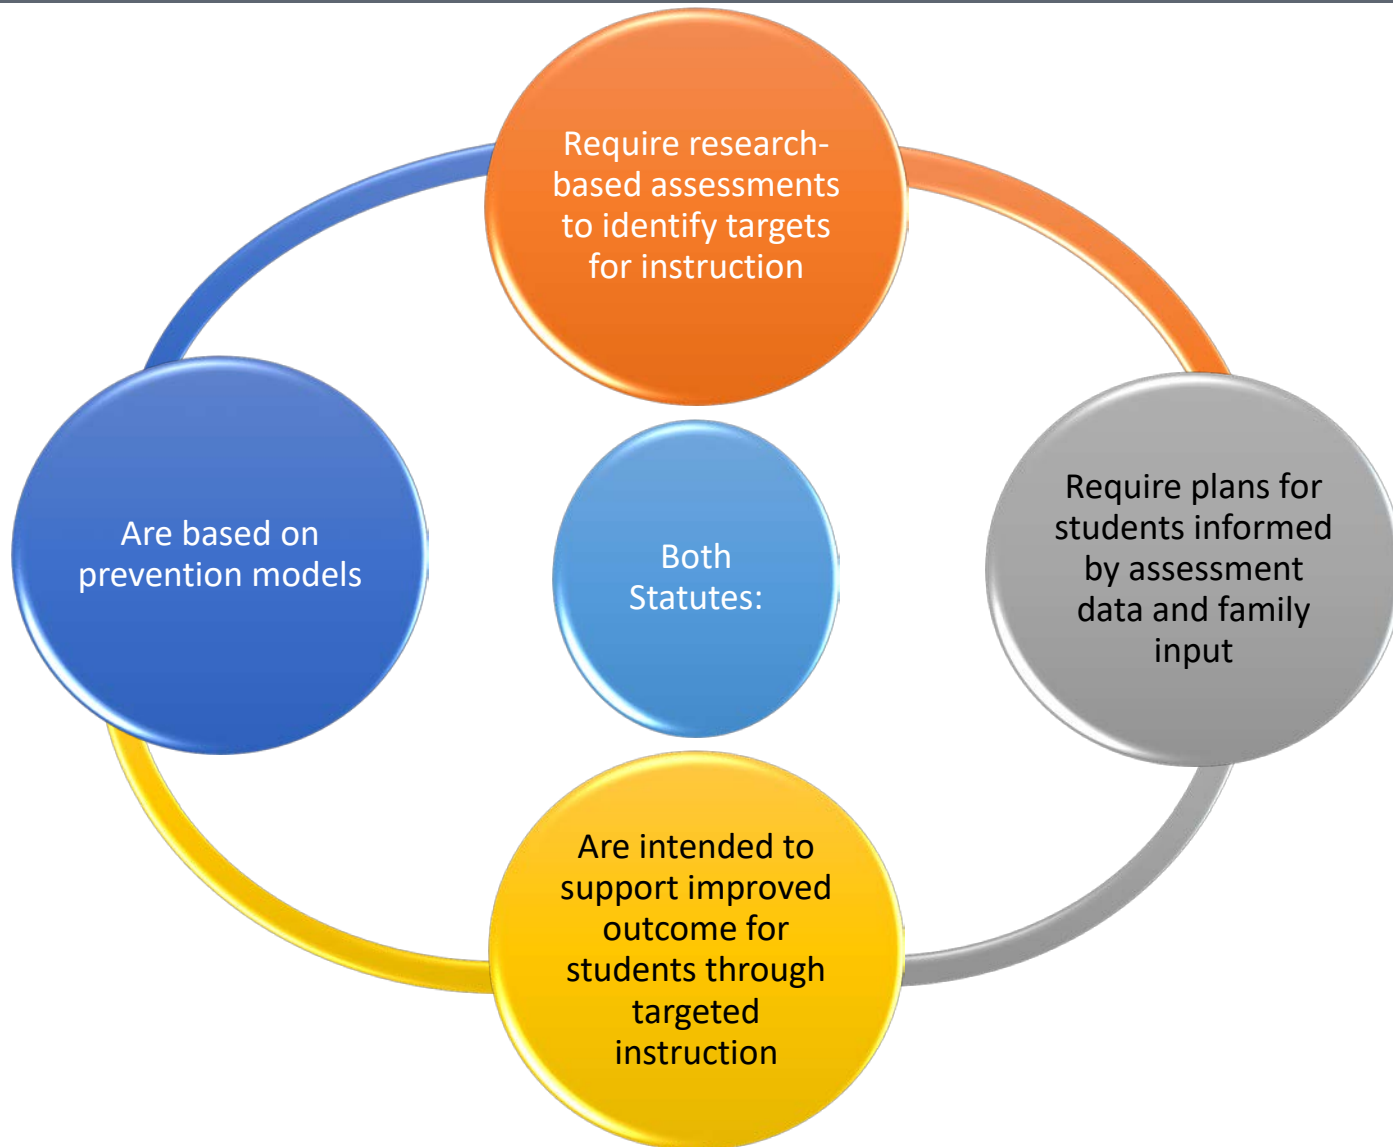 Require research-
based assessments
to identify targets
for instruction
Require plans for
students informed
by assessment
data and family
input
Are intended to
support improved
outcome for
students through
targeted
instruction
Are based on
prevention models
Both
Statutes: